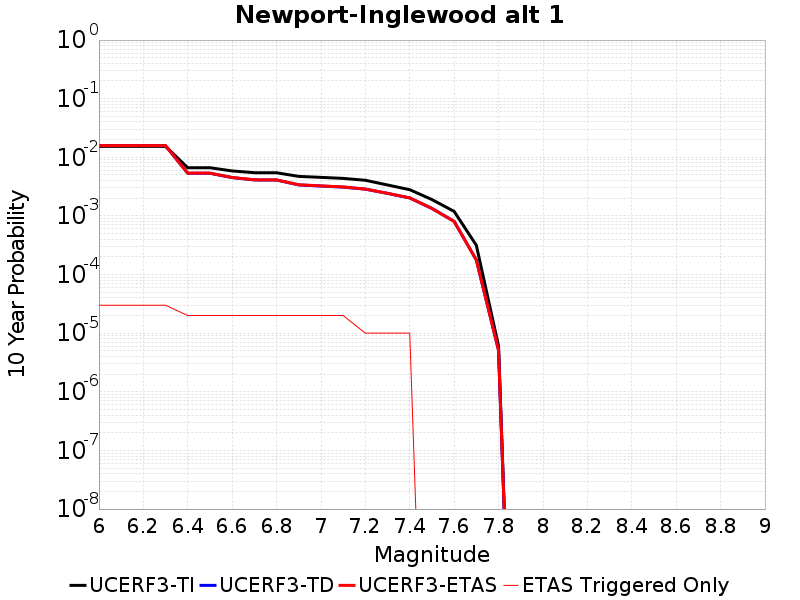 Newport-Inglewood alt 1
10^0
10^-1
10^-2
10^-3
10^-4
10^-5
10^-6
10^-7
10^-8
10 Year Probability
6 6.2 6.4 6.6 6.8 7 7.2 7.4 7.6 7.8 8 8.2 8.4 8.6 8.8 9
Magnitude
UCERF3-TI UCERF3-TD UCERF3-ETAS ETAS Triggered Only